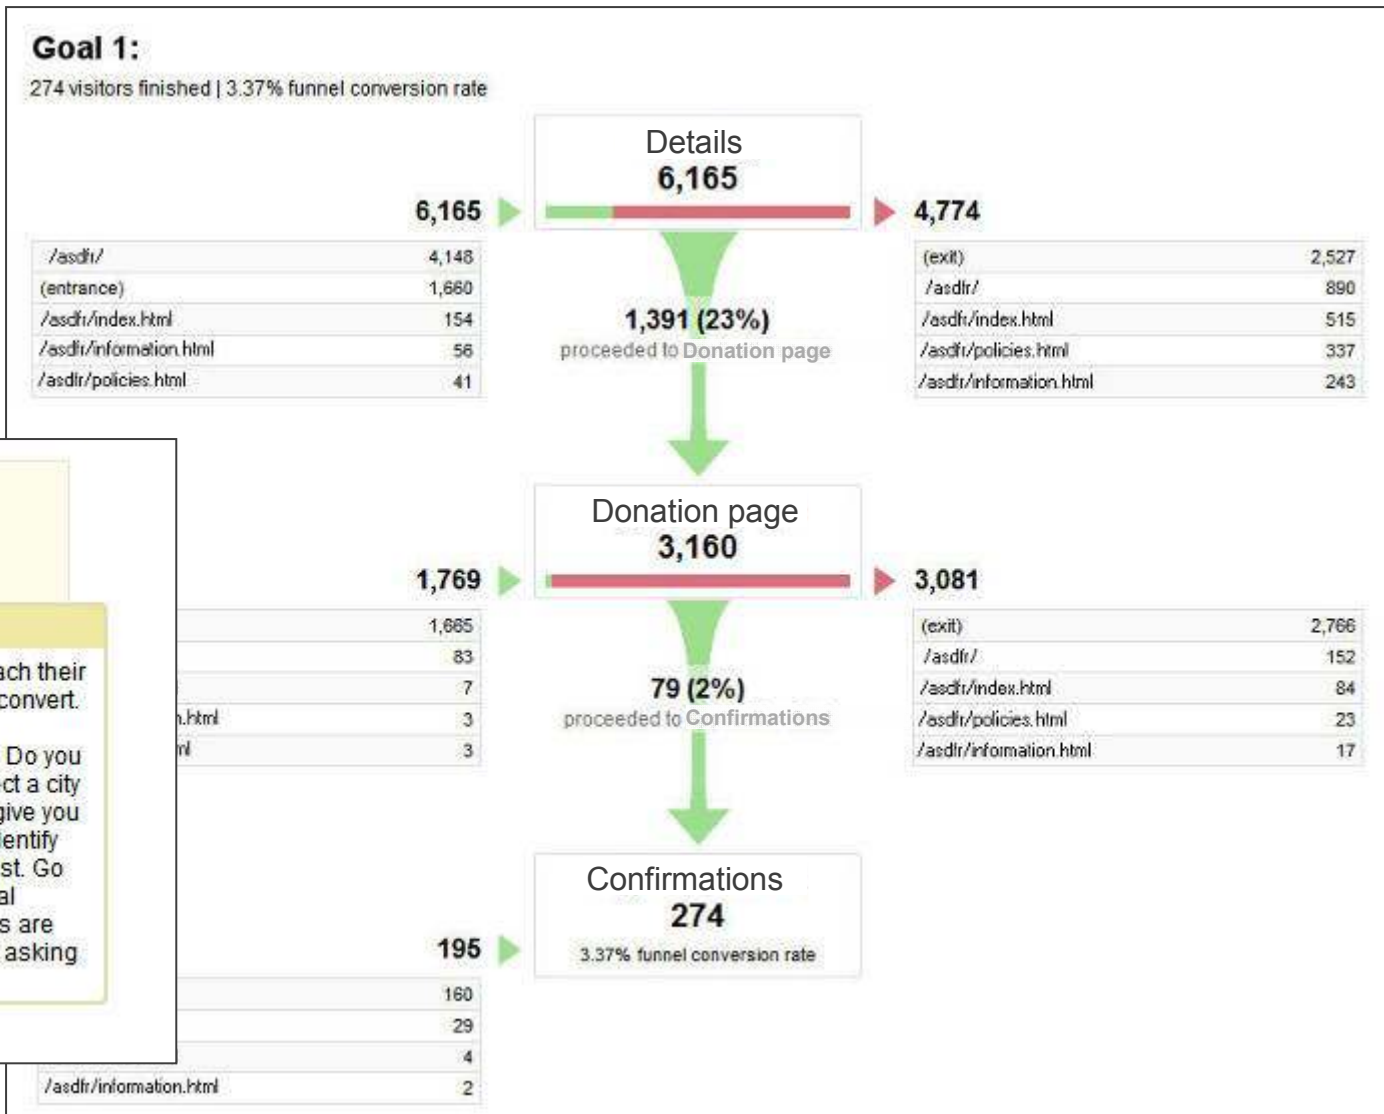 Goal 1:
274 visitors finished | 3.37% funnel conversion rate
Details
6,165
6,165
4,774
/asdfr/ 4,148
(entrance) 1,660
/asdfr/index.html 154
/asdfr/information.html 56
/asdfr/policies.html 41
(exit) 2,527
/asdfr/ 890
/asdfr/index.html 515
/asdfr/policies.html 337
/asdfr/information.html 243
1,391 (23%)
proceeded to Donation page
Donation page
3,160
1,769
3,081
1,665
83
7
.html 3
3
(exit) 2,766
/asdfr/ 152
/asdfr/index.html 84
/asdfr/policies.html 23
/asdfr/information.html 17
79 (2%)
proceeded to Confirmations
their
convert.
Do you
a city
give you
Go
are
asking
Confirmations
274
3.37% funnel conversion rate
195
160
29
4
/asdfr/information.html 2